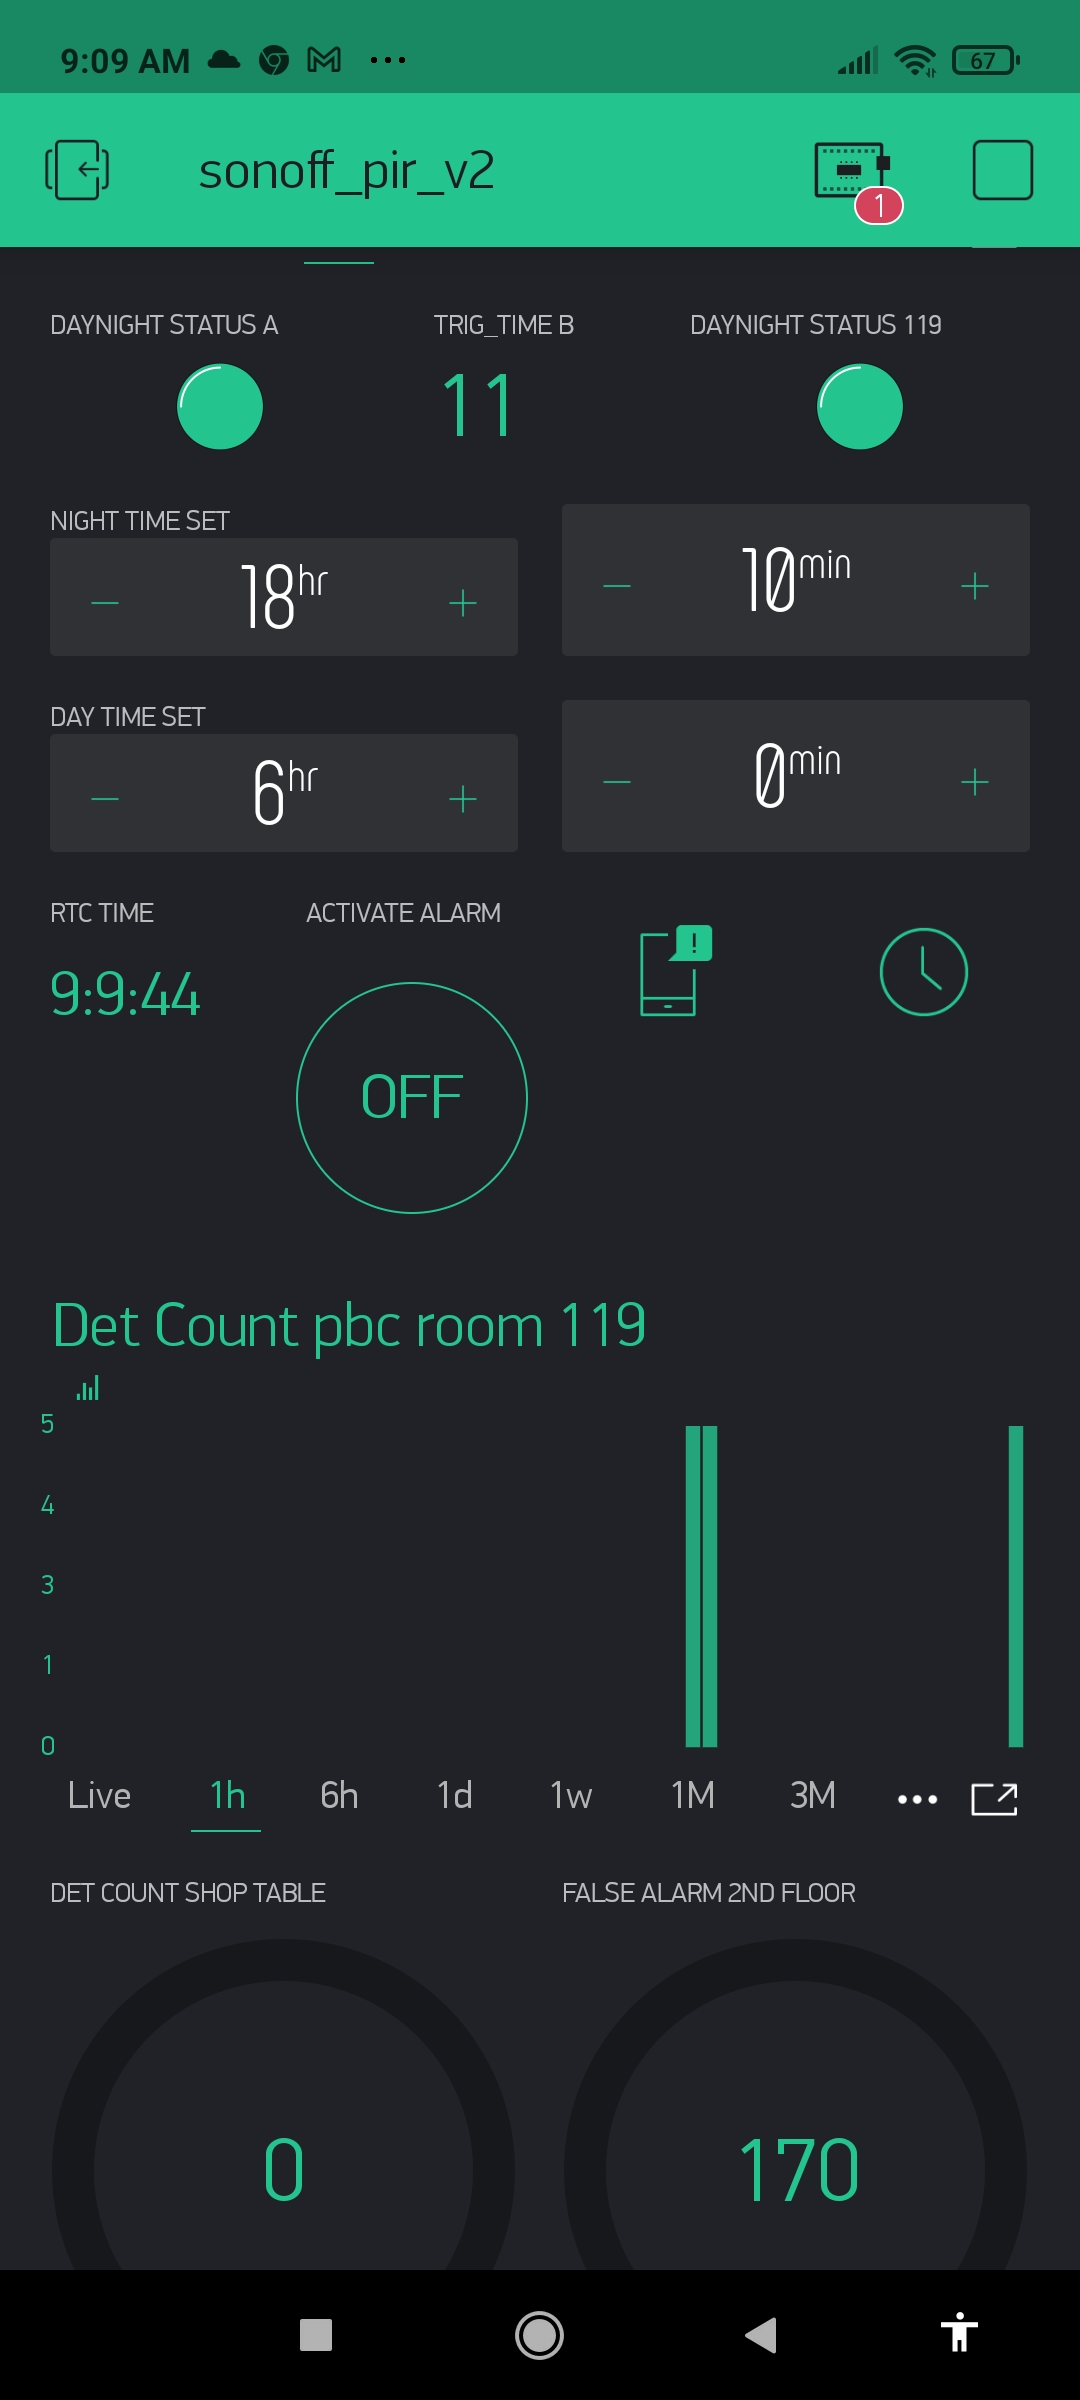 9:09 AM 67
sonoff_pir_v2
1
DAYNIGHT STATUS A TRIG_TIME B DAYNIGHT STATUS 119
11
NIGHT TIME SET
− 18hr + − 10min +
DAY TIME SET
− 6hr + − 0min +
RTC TIME ACTIVATE ALARM
9:9:44
!
OFF
Det Count pbc room 119
5
4
3
1
0
Live 1h 6h 1d 1w 1M 3M
DET COUNT SHOP TABLE FALSE ALARM 2ND FLOOR
0 170